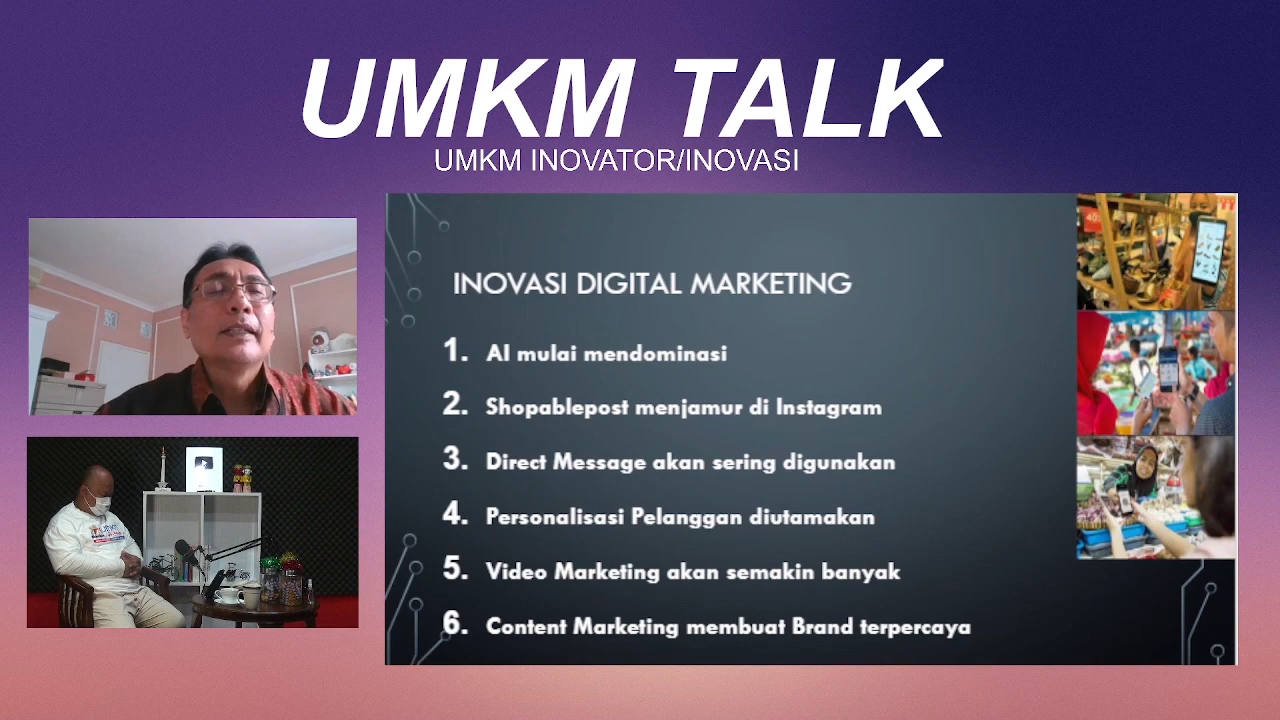 UMKM TALK
UMKM INOVATOR/INOVASI
INOVASI DIGITAL MARKETING
1. AI mulai mendominasi
2. Shopablepost menjamur di Instagram
3. Direct Message akan sering digunakan
4. Personalisasi Pelanggan diutamakan
5. Video Marketing akan semakin banyak
6. Content Marketing membuat Brand terpercaya